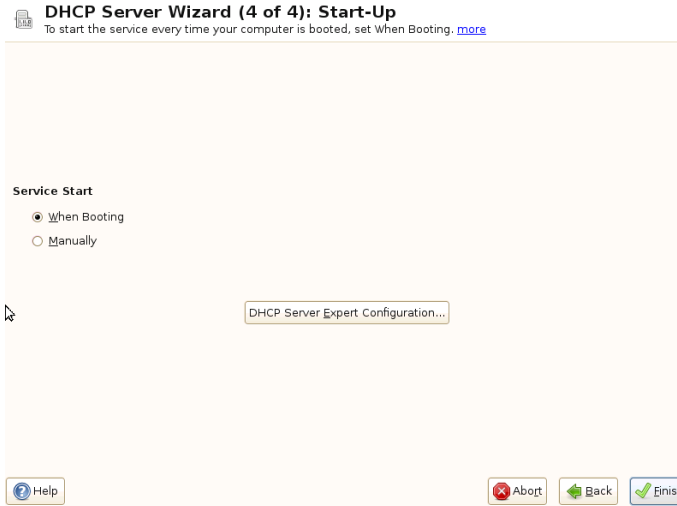 DHCP Server Wizard (4 of 4): Start-Up
To start the service every time your computer is booted, set When Booting. more
Service Start
When Booting
Manually
DHCP Server Expert Configuration...
Help
Abort
Back
Finis